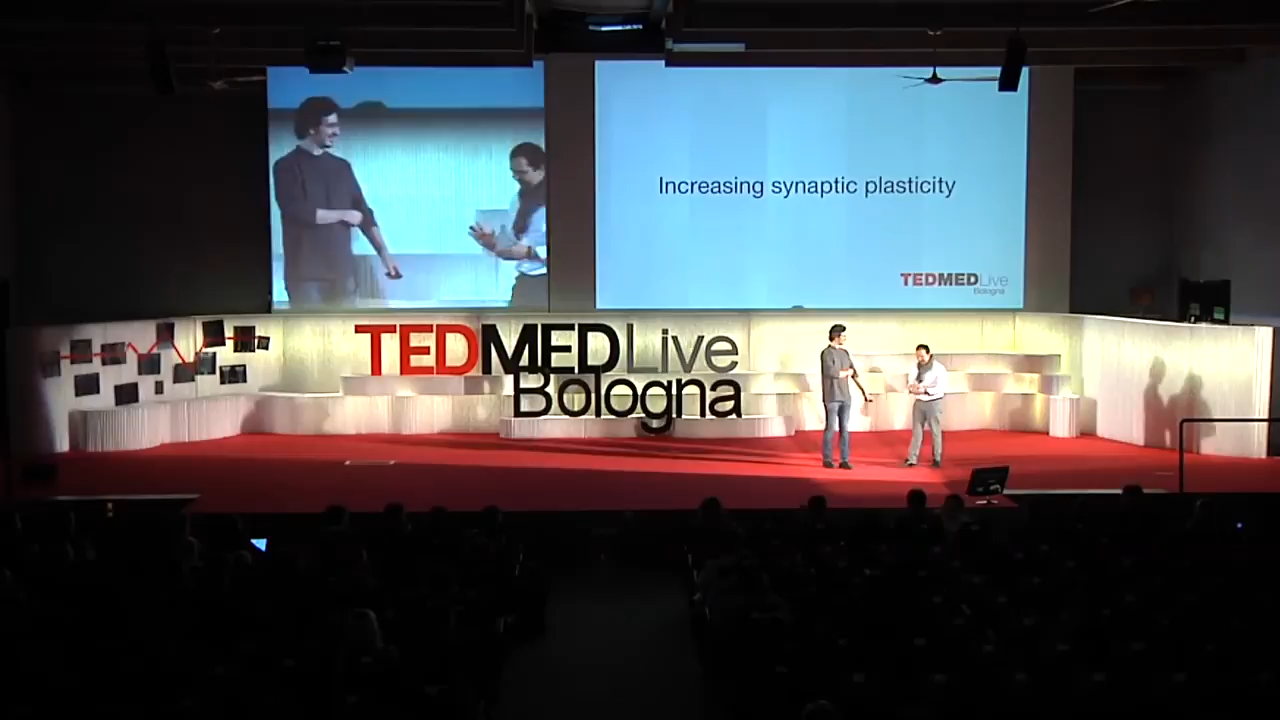 Increasing synaptic plasticity
TEDMEDLive
Bologna
TEDMEDLive
Bologna